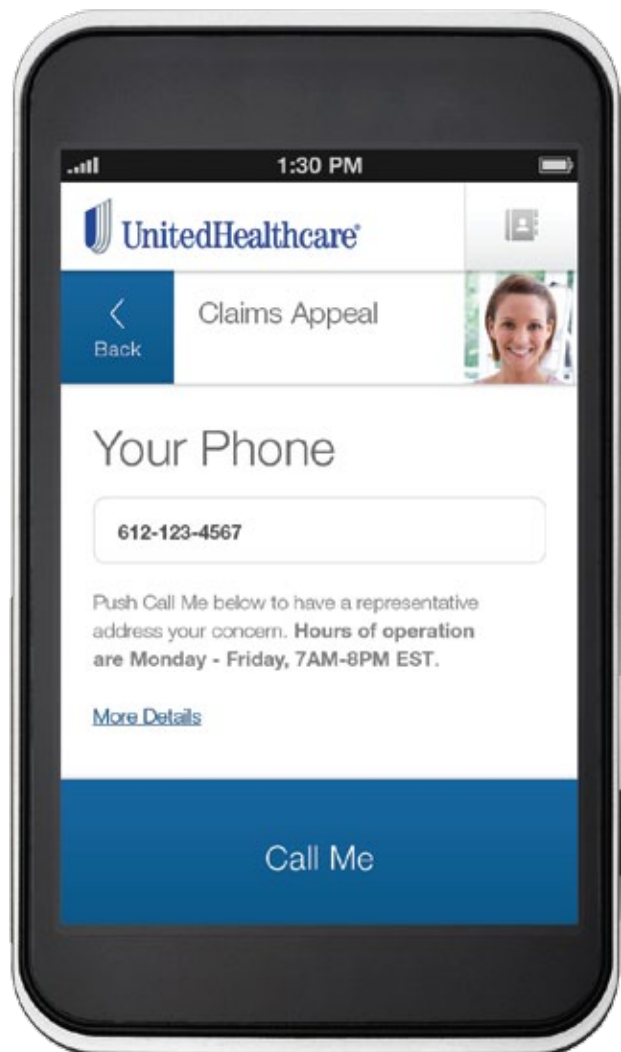 1:30 PM
UnitedHealthcare®
Claims Appeal
Back
Your Phone
612-123-4567
Push Call Me below to have a representative
address your concern. Hours of operation
are Monday - Friday, 7AM-8PM EST.
More Details
Call Me